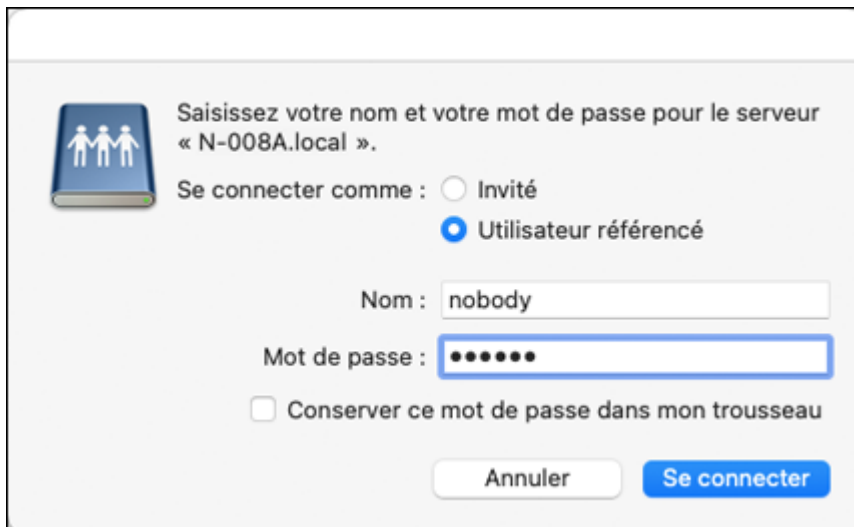 Saisissez votre nom et votre mot de passe pour le serveur
« N-008A.local ».
Se connecter comme : Invité
Utilisateur référencé
Nom : nobody
Mot de passe : ••••••
Conserver ce mot de passe dans mon trousseau
Annuler Se connecter